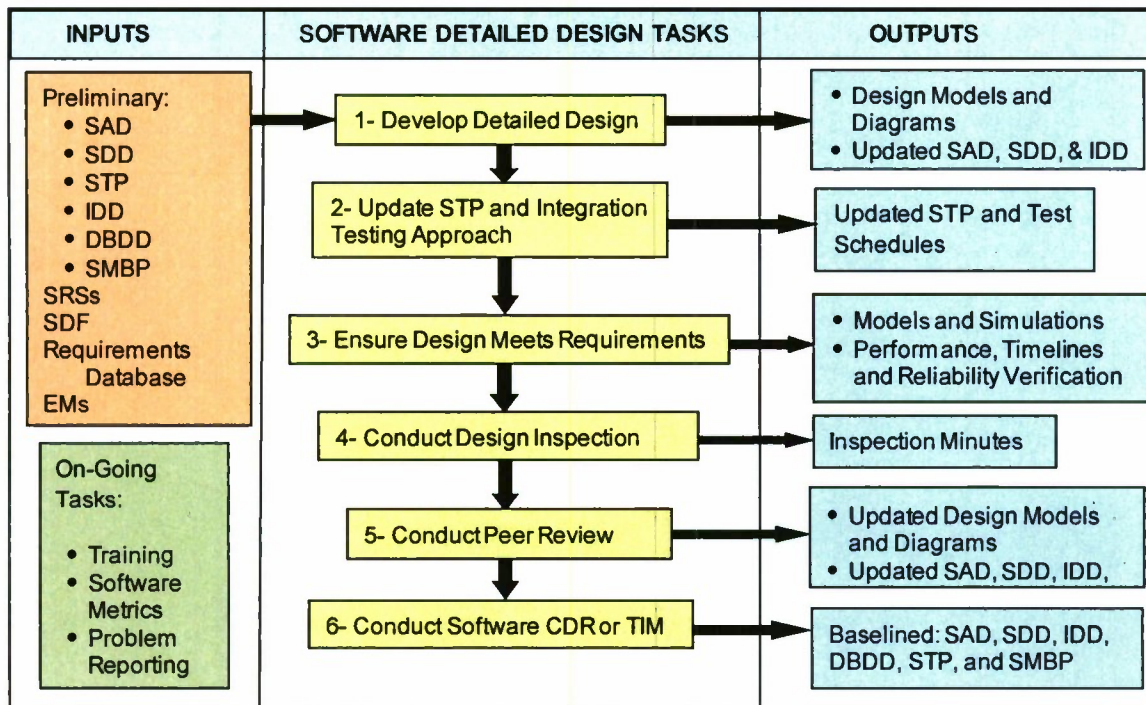 INPUTS
SOFTWARE DETAILED DESIGN TASKS
OUTPUTS
Preliminary:
• SAD
• SDD
• STP
• IDD
• DBDD
• SMBP
SRSs
SDF
Requirements
Database
EMs
On-Going
Tasks:
• Training
• Software
Metrics
• Problem
Reporting
1- Develop Detailed Design
2- Update STP and Integration
Testing Approach
3- Ensure Design Meets Requirements
4- Conduct Design Inspection
5- Conduct Peer Review
6- Conduct Software CDR or TIM
• Design Models and
Diagrams
• Updated SAD, SDD, & IDD
Updated STP and Test
Schedules
• Models and Simulations
• Performance, Timelines
and Reliability Verification
Inspection Minutes
• Updated Design Models
and Diagrams
• Updated SAD, SDD, IDD,
Baselined: SAD, SDD, IDD,
DBDD, STP, and SMBP